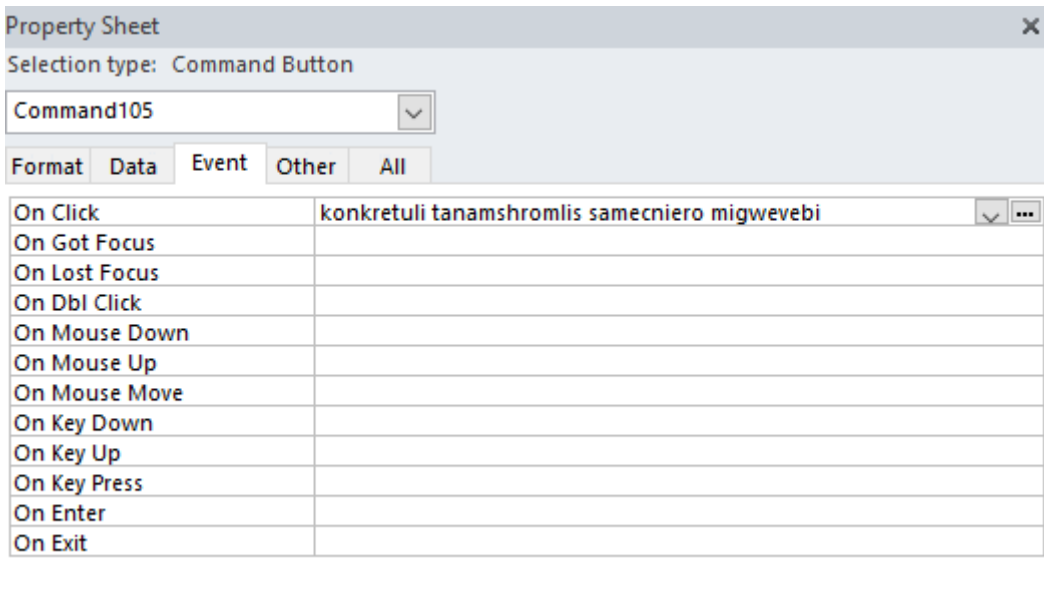 Property Sheet
Selection type: Command Button
Command105
Format Data Event Other All
On Click konkretuli tanamshromlis samecniero migwevebi
On Got Focus
On Lost Focus
On Dbl Click
On Mouse Down
On Mouse Up
On Mouse Move
On Key Down
On Key Up
On Key Press
On Enter
On Exit